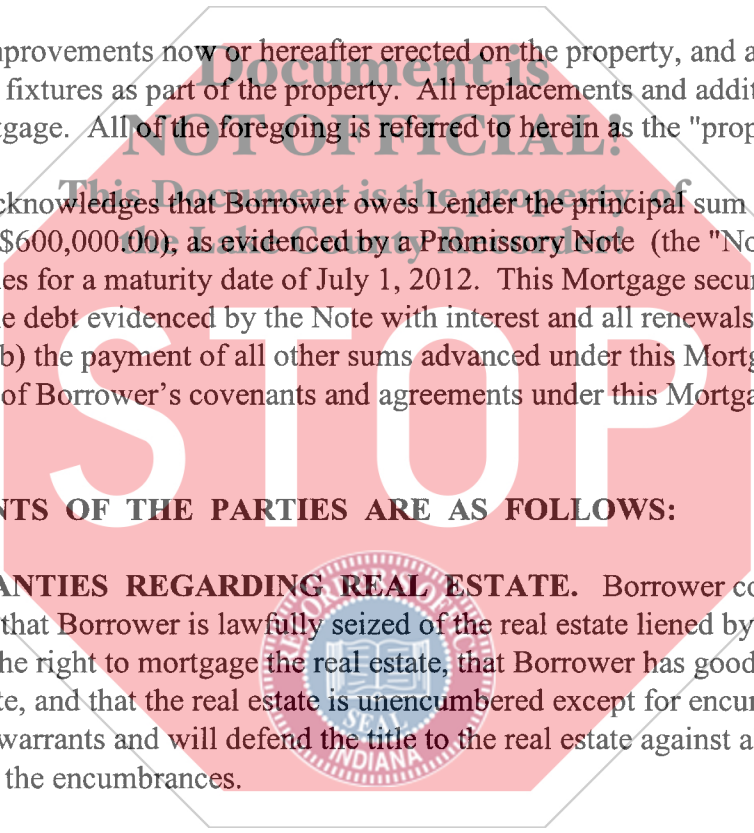 nprovements now or hereafter erected on the property, and a
Document is
fixtures as part of the property. All replacements and addit
NOT OFFICIAL!
tgage. All of the foregoing is referred to herein as the "prop
This Document is the property of
cknowledges that Borrower owes Lender the principal sum
the Lake County Recorder!
$600,000.00), as evidenced by a Promissory Note (the "No
es for a maturity date of July 1, 2012. This Mortgage secur
e debt evidenced by the Note with interest and all renewals
b) the payment of all other sums advanced under this Mortg
of Borrower's covenants and agreements under this Mortga
STOP
NTS OF THE PARTIES ARE AS FOLLOWS:
ANTIES REGARDING REAL ESTATE. Borrower co
that Borrower is lawfully seized of the real estate liened by
he right to mortgage the real estate, that Borrower has good
te, and that the real estate is unencumbered except for encu
SEAL
warrants and will defend the title to the real estate against a
INDIANA
the encumbrances.